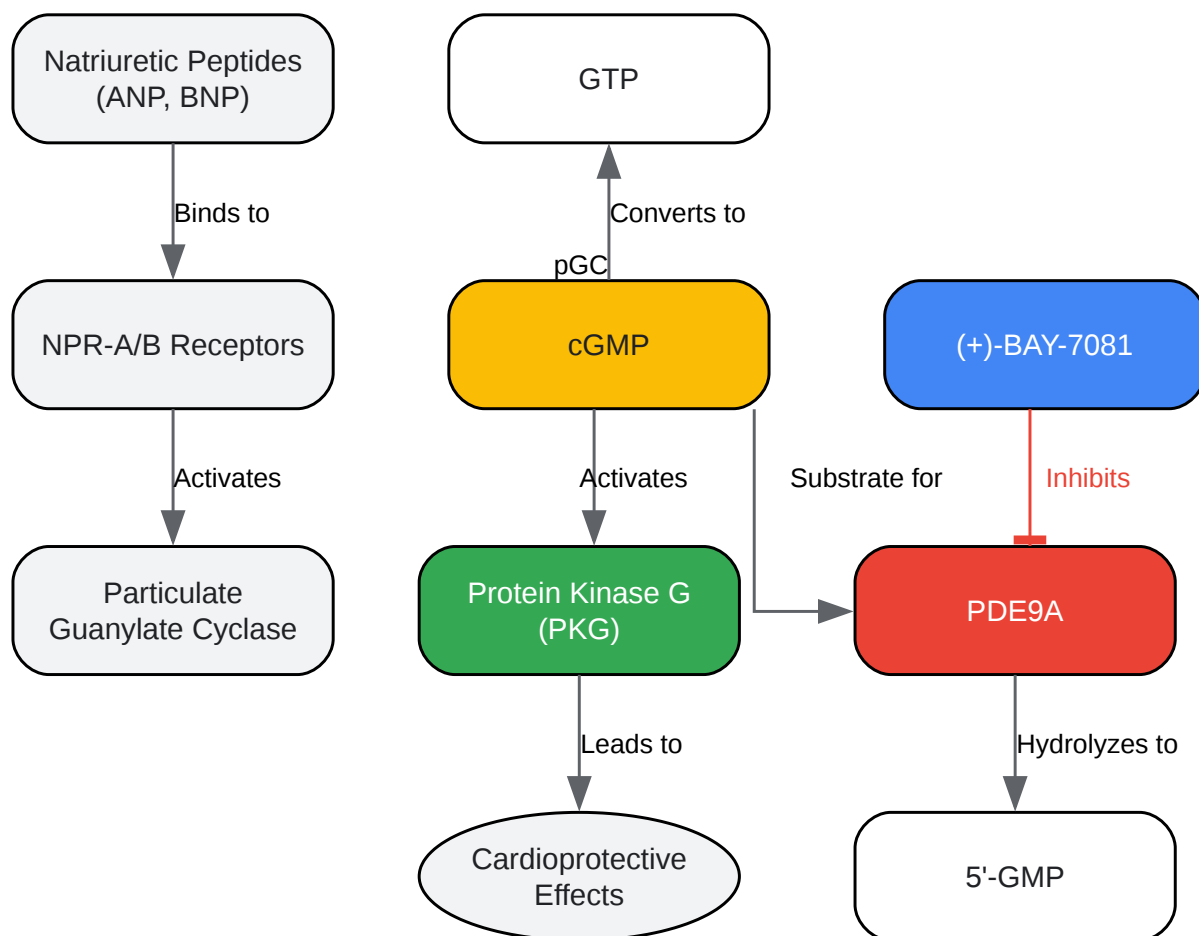 Natriuretic Peptides
(ANP, BNP)
GTP
Binds to
Converts to
pGC
NPR-A/B Receptors
cGMP
(+)-BAY-7081
Activates
Activates
Substrate for
Inhibits
Particulate
Guanylate Cyclase
Protein Kinase G
(PKG)
PDE9A
Leads to
Hydrolyzes to
Cardioprotective
Effects
5'-GMP